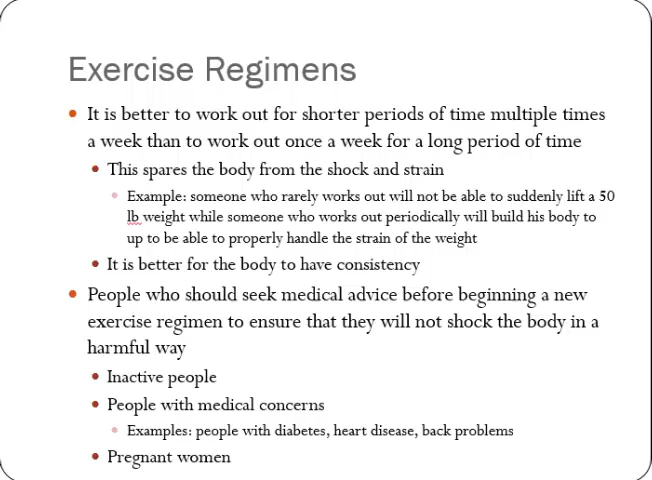 Exercise Regimens
• It is better to work out for shorter periods of time multiple times
a week than to work out once a week for a long period of time
• This spares the body from the shock and strain
• Example: someone who rarely works out will not be able to suddenly lift a 50
lb weight while someone who works out periodically will build his body to
up to be able to properly handle the strain of the weight
• It is better for the body to have consistency
• People who should seek medical advice before beginning a new
exercise regimen to ensure that they will not shock the body in a
harmful way
• Inactive people
• People with medical concerns
• Examples: people with diabetes, heart disease, back problems
• Pregnant women